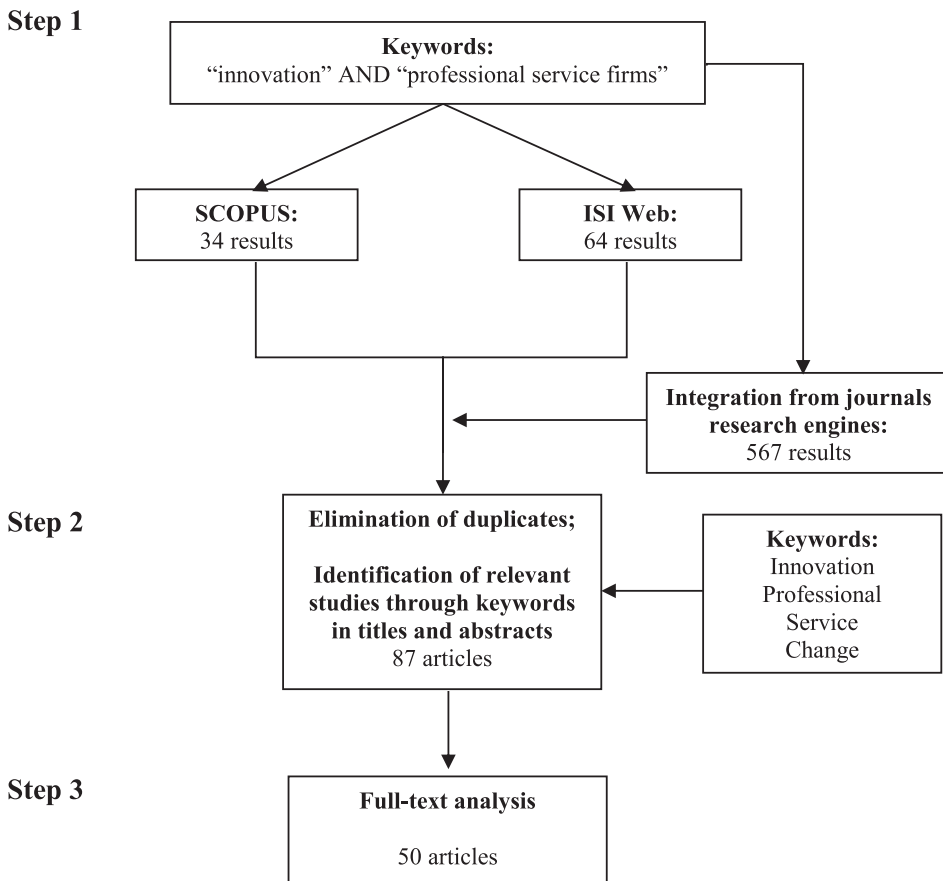 Step 1
Keywords:
“innovation” AND “professional service firms”
SCOPUS:
34 results
ISI Web:
64 results
Integration from journals
research engines:
567 results
Step 2
Elimination of duplicates;
Identification of relevant
studies through keywords
in titles and abstracts
87 articles
Keywords:
Innovation
Professional
Service
Change
Step 3
Full-text analysis
50 articles